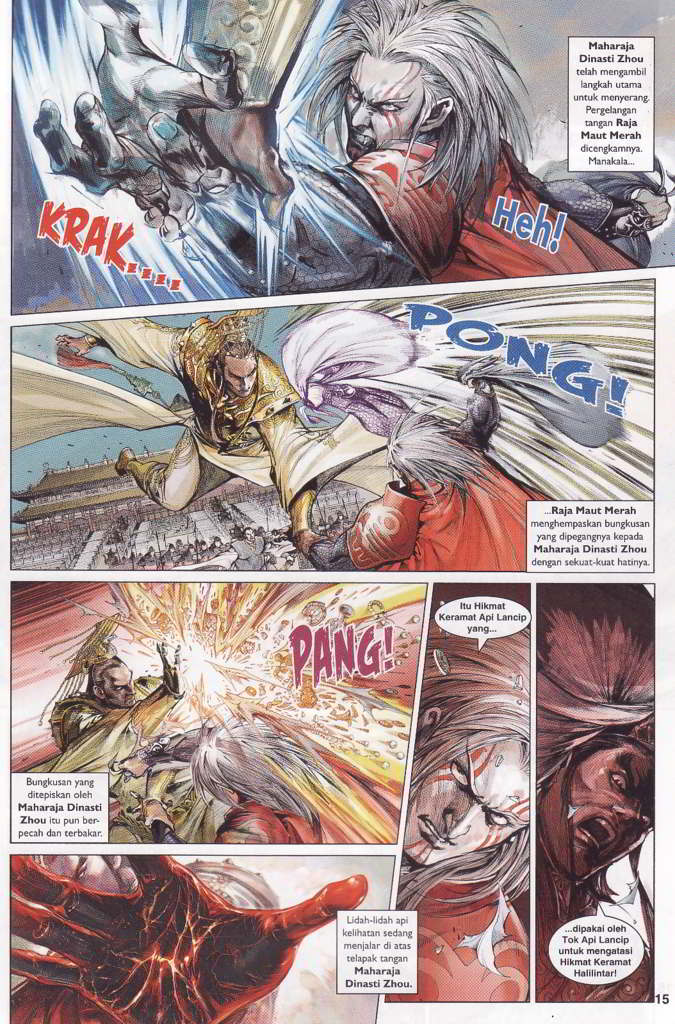 Maharaja
Dinasti Zhou
telah mengambil
langkah utama
untuk menyerang.
Pergelangan
tangan Raja
Maut Merah
dicengkamnya.
Manakala...
KRAK....
Heh!
PONG!
...Raja Maut Merah
menghempaskan bungkusan
yang dipegangnya kepada
Maharaja Dinasti Zhou
dengan sekuat-kuat hatinya.
PANG!
Bungkusan yang
ditepiskan oleh
Maharaja Dinasti
Zhou itu pun ber-
pecah dan terbakar.
Itu Hikmat
Keramat Api Lancip
yang...
Lidah-lidah api
kelihatan sedang
menjalar di atas
telapak tangan
Maharaja
Dinasti Zhou.
...dipakai oleh
Tok Api Lancip
untuk mengatasi
Hikmat Keramat
Halilintar!
15